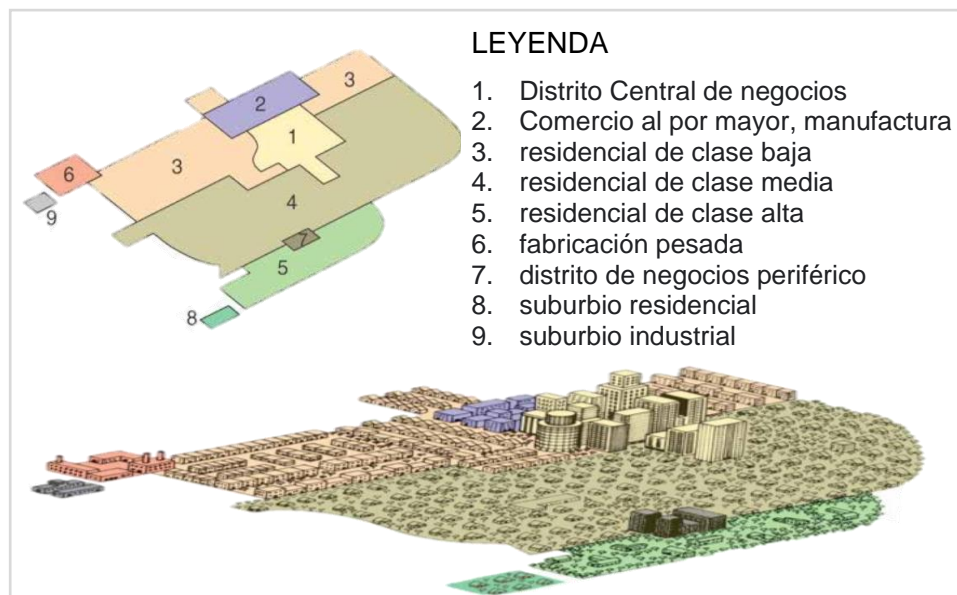 LEYENDA
1. Distrito Central de negocios
2. Comercio al por mayor, manufactura
3. residencial de clase baja
4. residencial de clase media
5. residencial de clase alta
6. fabricación pesada
7. distrito de negocios periférico
8. suburbio residencial
9. suburbio industrial
3
2
1
3
6
9
4
7
5
8